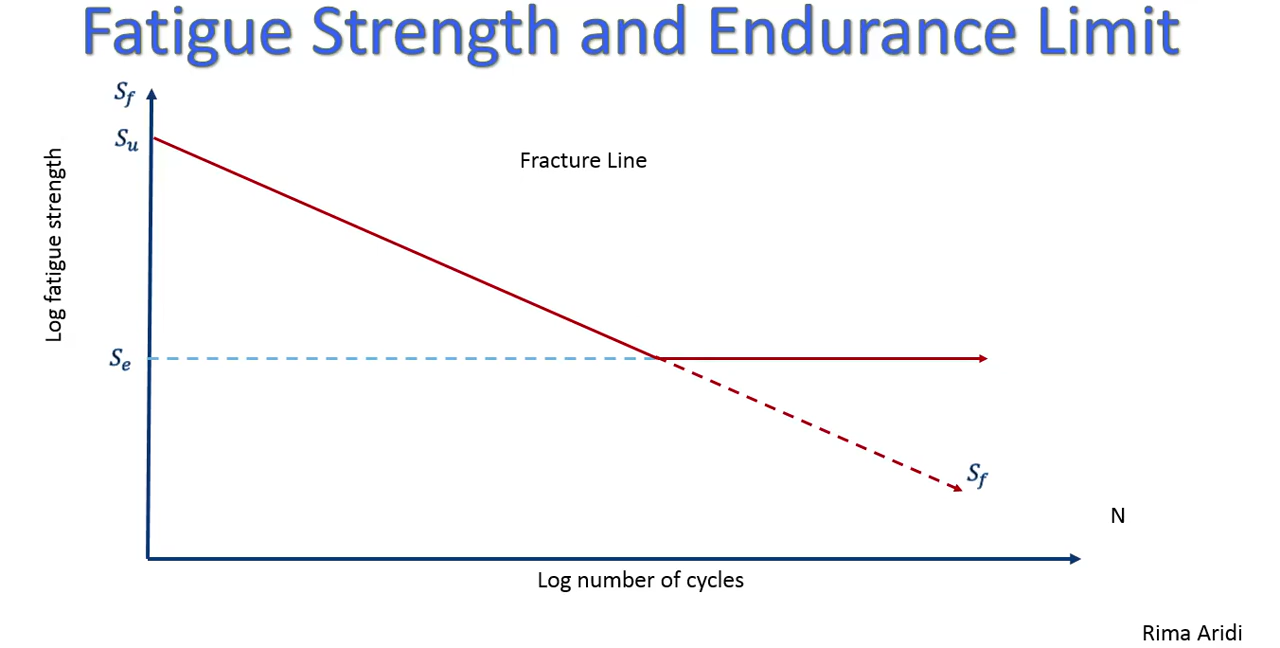 Fatigue Strength and Endurance Limit
Sf
Su
Fracture Line
Log fatigue strength
Se
Sf
N
Log number of cycles
Rima Aridi